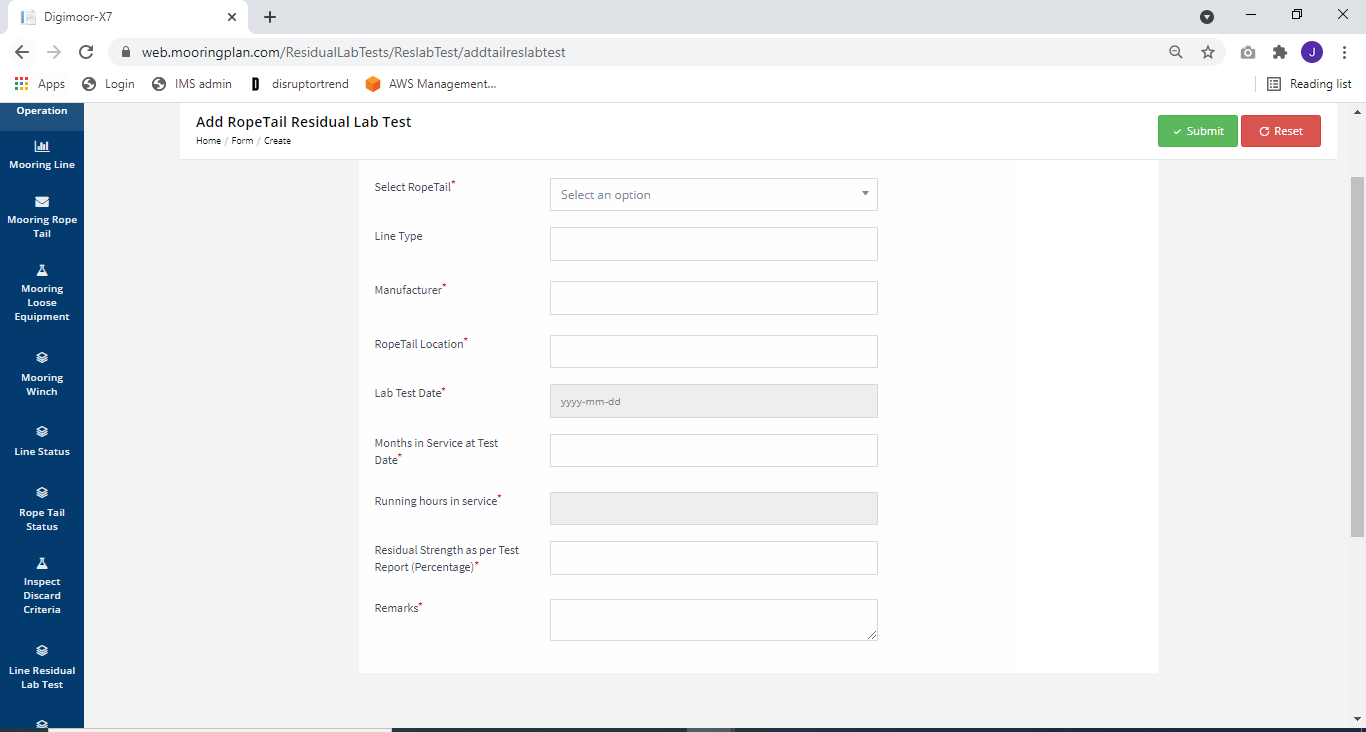 Digimoor-X7
web.mooringplan.com/ResidualLabTests/ReslabTest/addtailreslabtest
J
Apps
Login
IMS admin
D disruptortrend
AWS Management...
Reading list
Operation
Mooring Line
Mooring Rope
Tail
Mooring
Loose
Equipment
Mooring
Winch
Line Status
Rope Tail
Status
Inspect
Discard
Criteria
Line Residual
Lab Test
Add RopeTail Residual Lab Test
Home / Form / Create
Submit
Reset
Select RopeTail*
Select an option
Line Type
Manufacturer*
RopeTail Location*
Lab Test Date*
yyyy-mm-dd
Months in Service at Test
Date*
Running hours in service*
Residual Strength as per Test
Report (Percentage)*
Remarks*